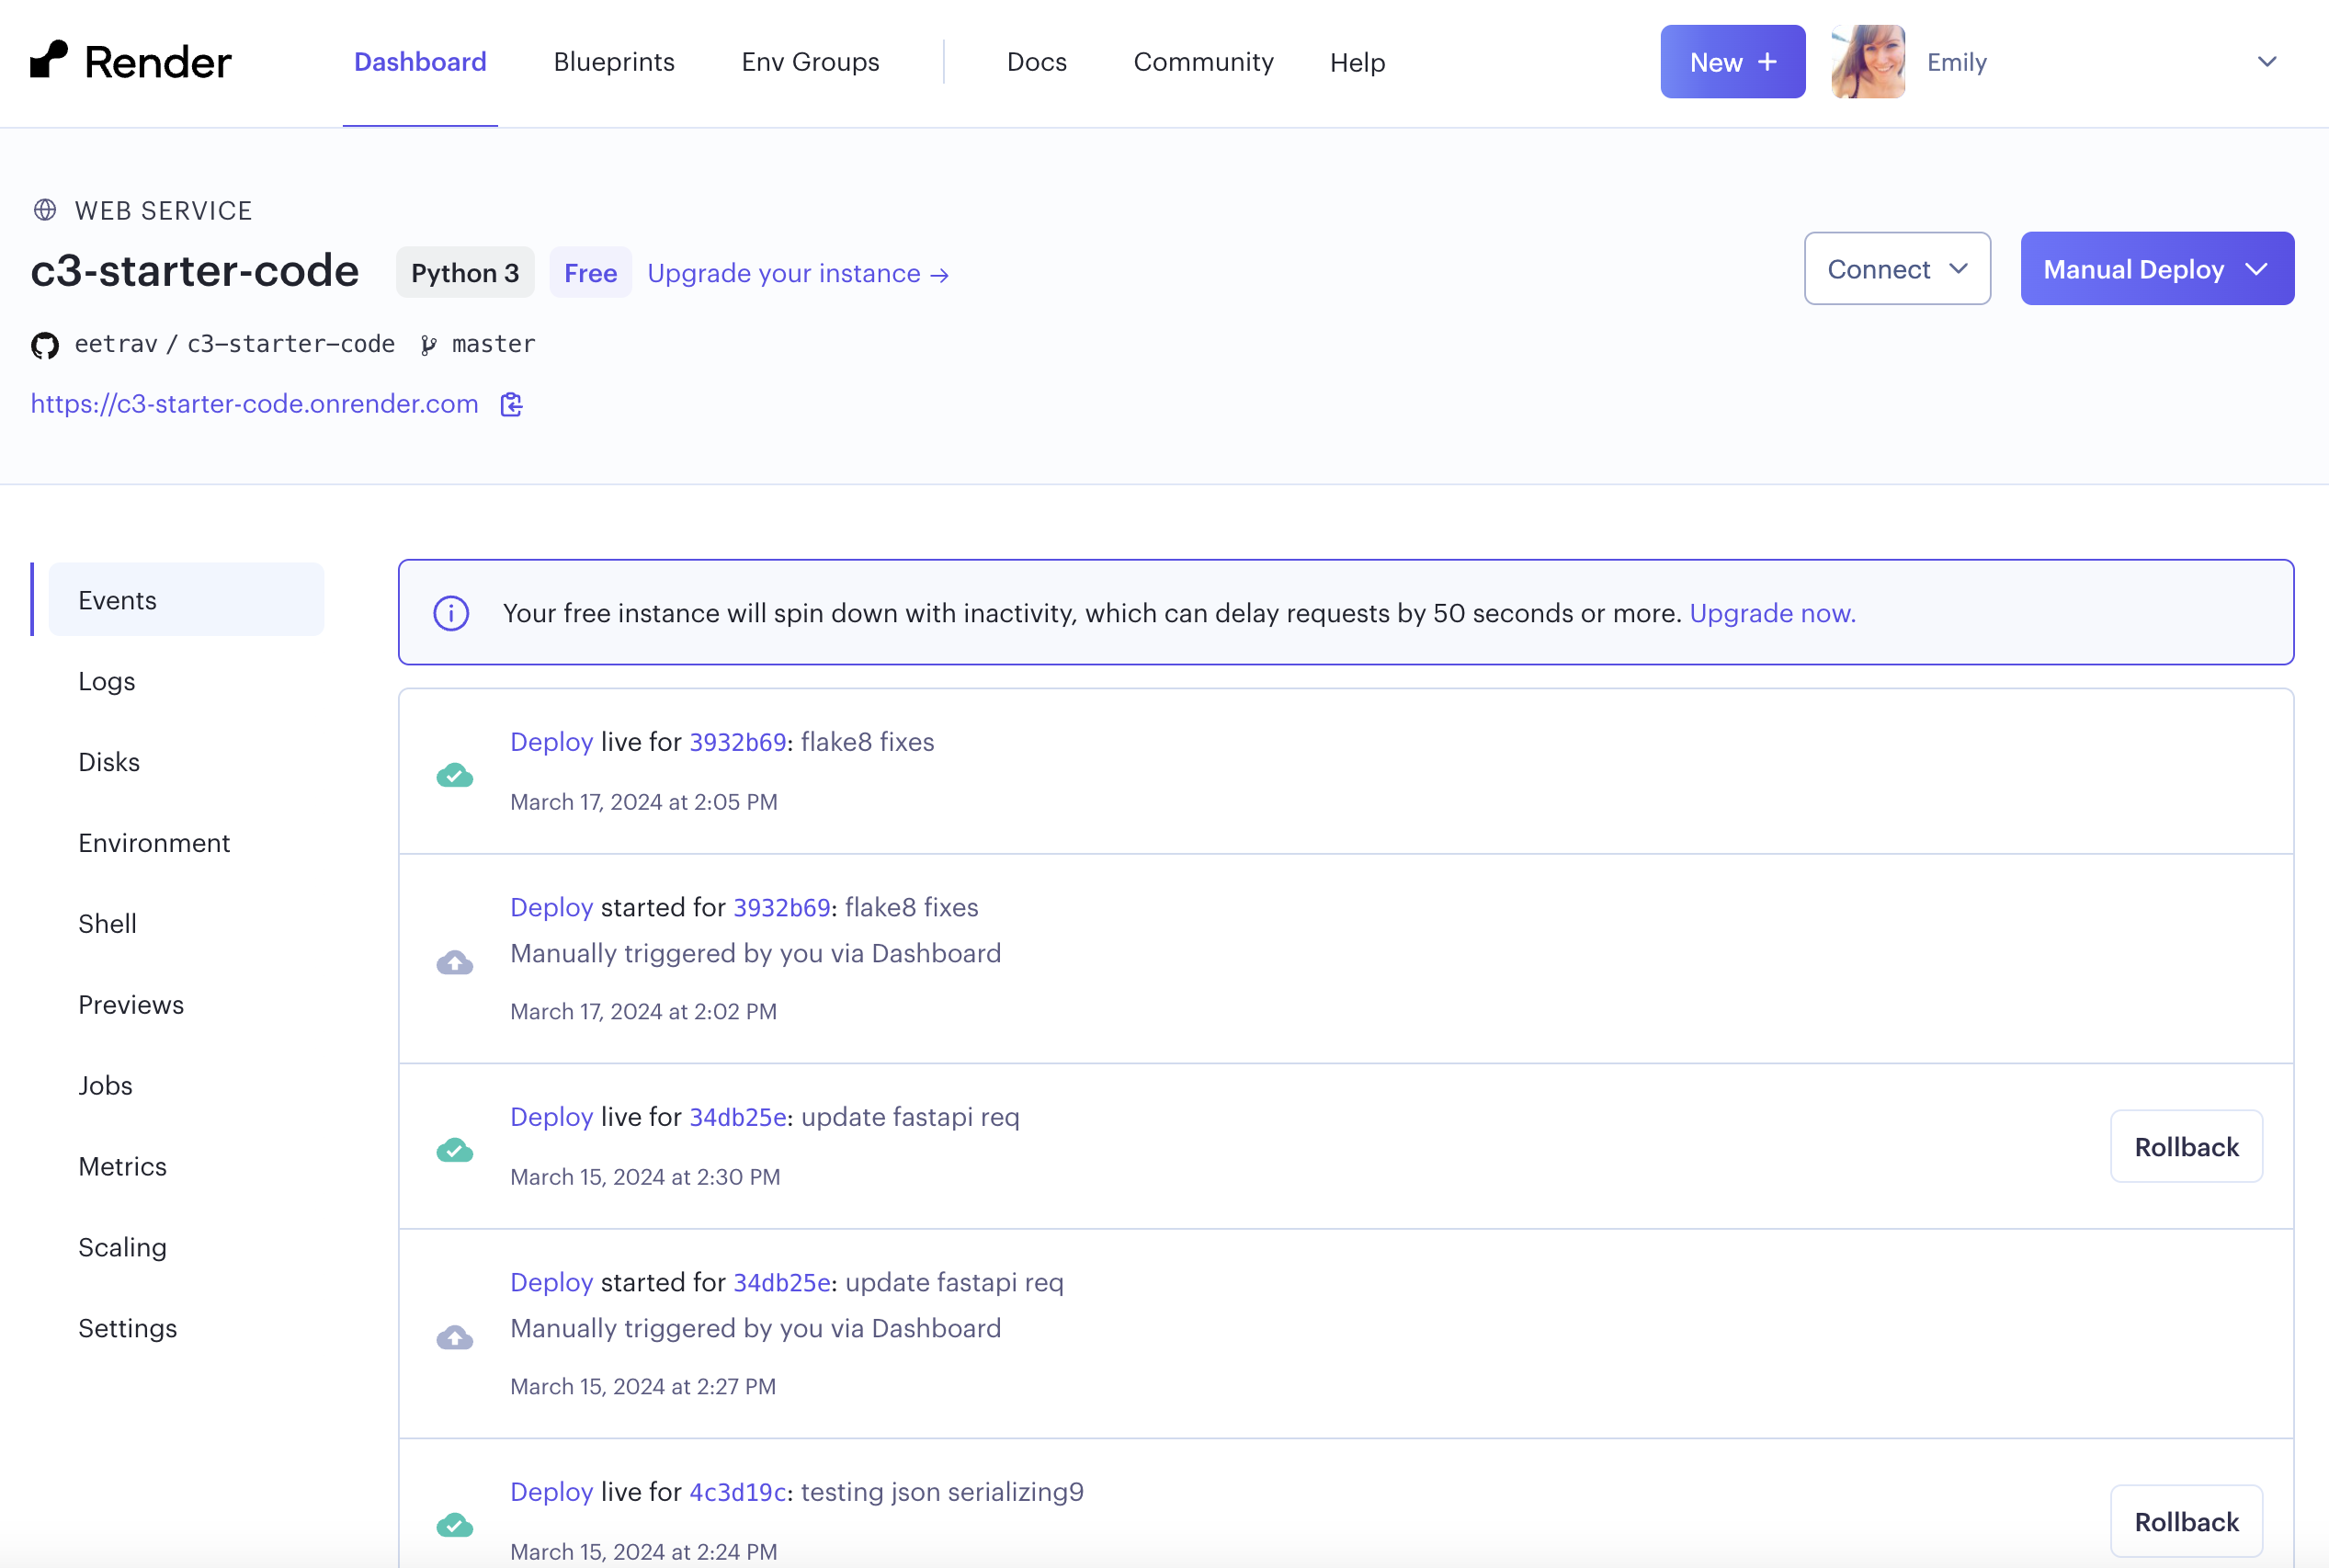 Render Dashboard Blueprints Env Groups Docs Community Help New + Emily
WEB SERVICE
c3-starter-code Python 3 Free Upgrade your instance →
Connect Manual Deploy
eetrav / c3-starter-code master
https://c3-starter-code.onrender.com
Events
Logs
Disks
Environment
Shell
Previews
Jobs
Metrics
Scaling
Settings
Your free instance will spin down with inactivity, which can delay requests by 50 seconds or more. Upgrade now.
Deploy live for 3932b69: flake8 fixes
March 17, 2024 at 2:05 PM
Deploy started for 3932b69: flake8 fixes
Manually triggered by you via Dashboard
March 17, 2024 at 2:02 PM
Deploy live for 34db25e: update fastapi req
March 15, 2024 at 2:30 PM
Rollback
Deploy started for 34db25e: update fastapi req
Manually triggered by you via Dashboard
March 15, 2024 at 2:27 PM
Deploy live for 4c3d19c: testing json serializing9
March 15, 2024 at 2:24 PM
Rollback